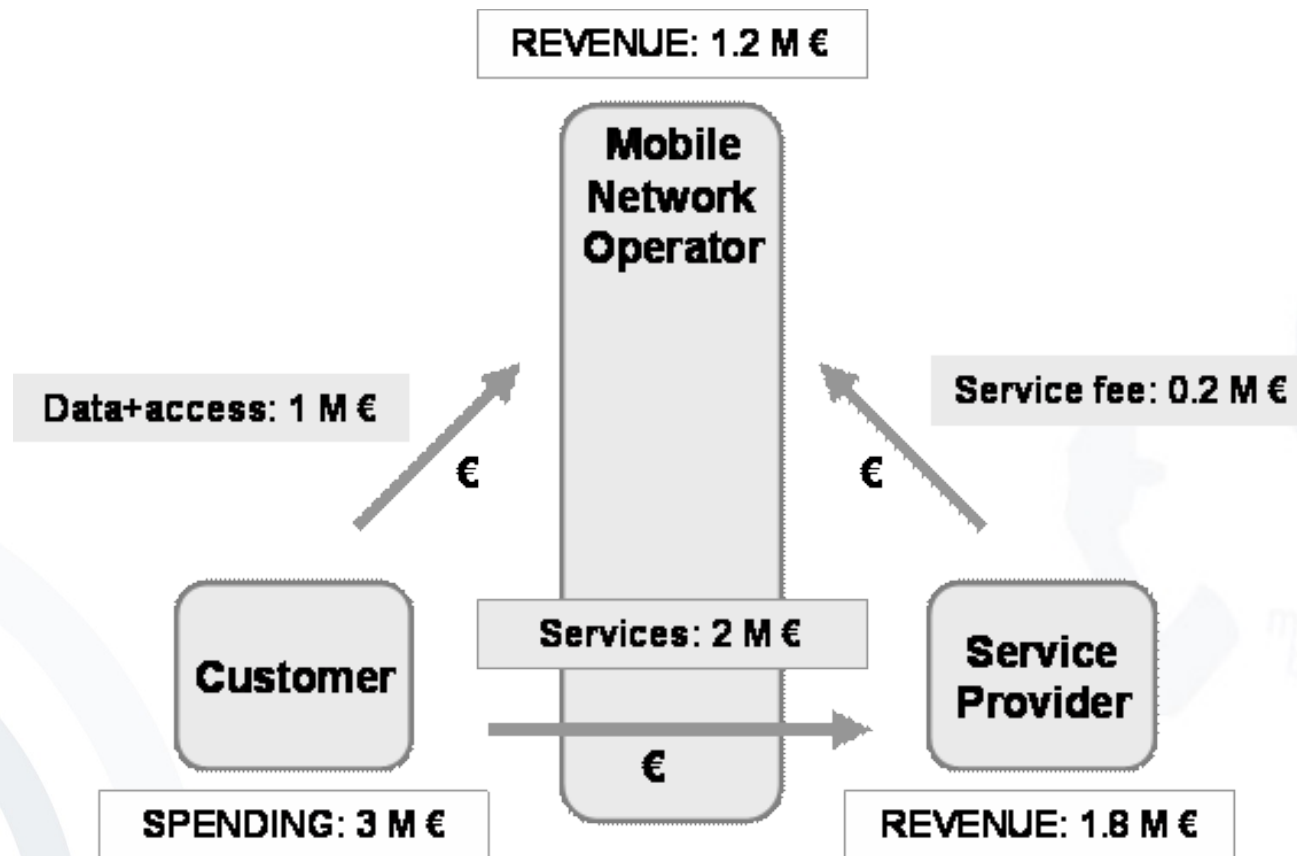 REVENUE: 1.2 M €
Mobile
Network
Operator
Data+access: 1 M €
Service fee: 0.2 M €
€
€
Services: 2 M €
Customer
Service
Provider
€
SPENDING: 3 M €
REVENUE: 1.8 M €